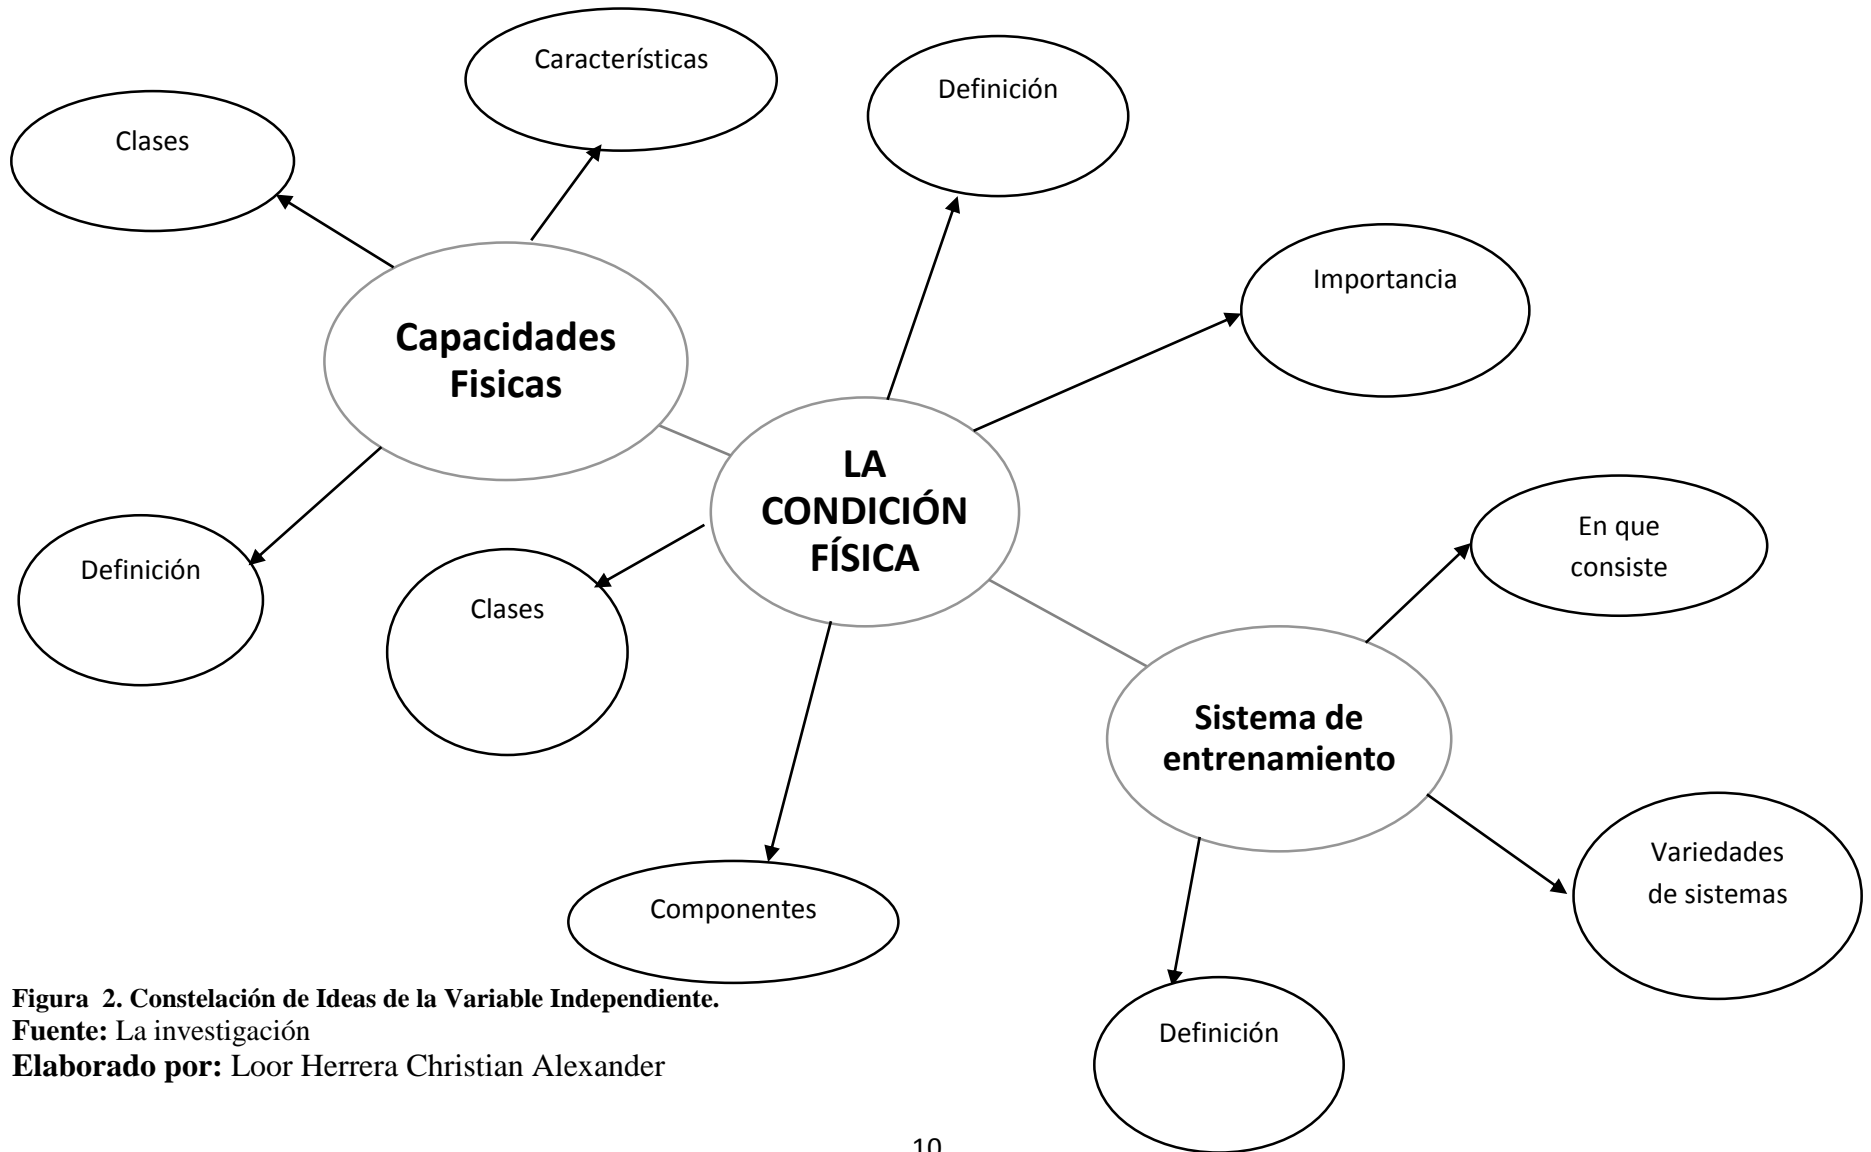 Características
Definición
Clases
Importancia
Capacidades
Fisicas
LA
CONDICIÓN
FÍSICA
En que
consiste
Definición
Clases
Sistema de
entrenamiento
Variedades
de sistemas
Componentes
Definición
Figura 2. Constelación de Ideas de la Variable Independiente.
Fuente: La investigación
Elaborado por: Loor Herrera Christian Alexander
10